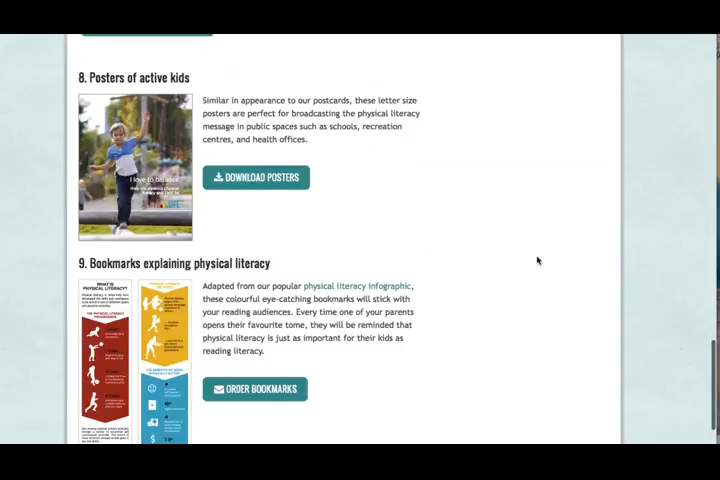 8. Posters of active kids
Similar in appearance to our postcards, these letter size
posters are perfect for broadcasting the physical literacy
message in public spaces such as schools, recreation
centres, and health offices.
I love to balance
DOWNLOAD POSTERS
9. Bookmarks explaining physical literacy
WHAT IS
PHYSICAL LITERACY?
Adapted from our popular physical literacy infographic,
these colourful eye-catching bookmarks will stick with
your reading audiences. Every time one of your parents
opens their favourite tome, they will be reminded that
physical literacy is just as important for their kids as
reading literacy.
ORDER BOOKMARKS